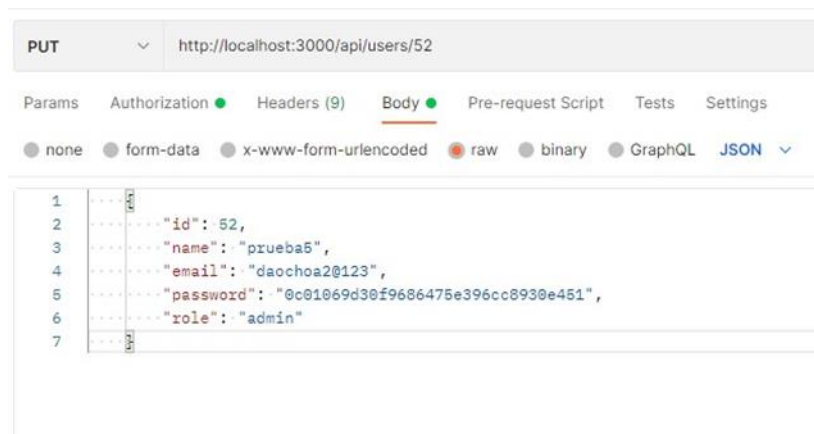 PUT http://localhost:3000/api/users/52
Params Authorization Headers (9) Body Pre-request Script Tests Settings
none form-data x-www-form-urlencoded raw binary GraphQL JSON
1 {
2 "id": 52,
3 "name": "prueba5",
4 "email": "daochoa2@123",
5 "password": "0c01069d30f9686475e396cc8930e451",
6 "role": "admin"
7 }